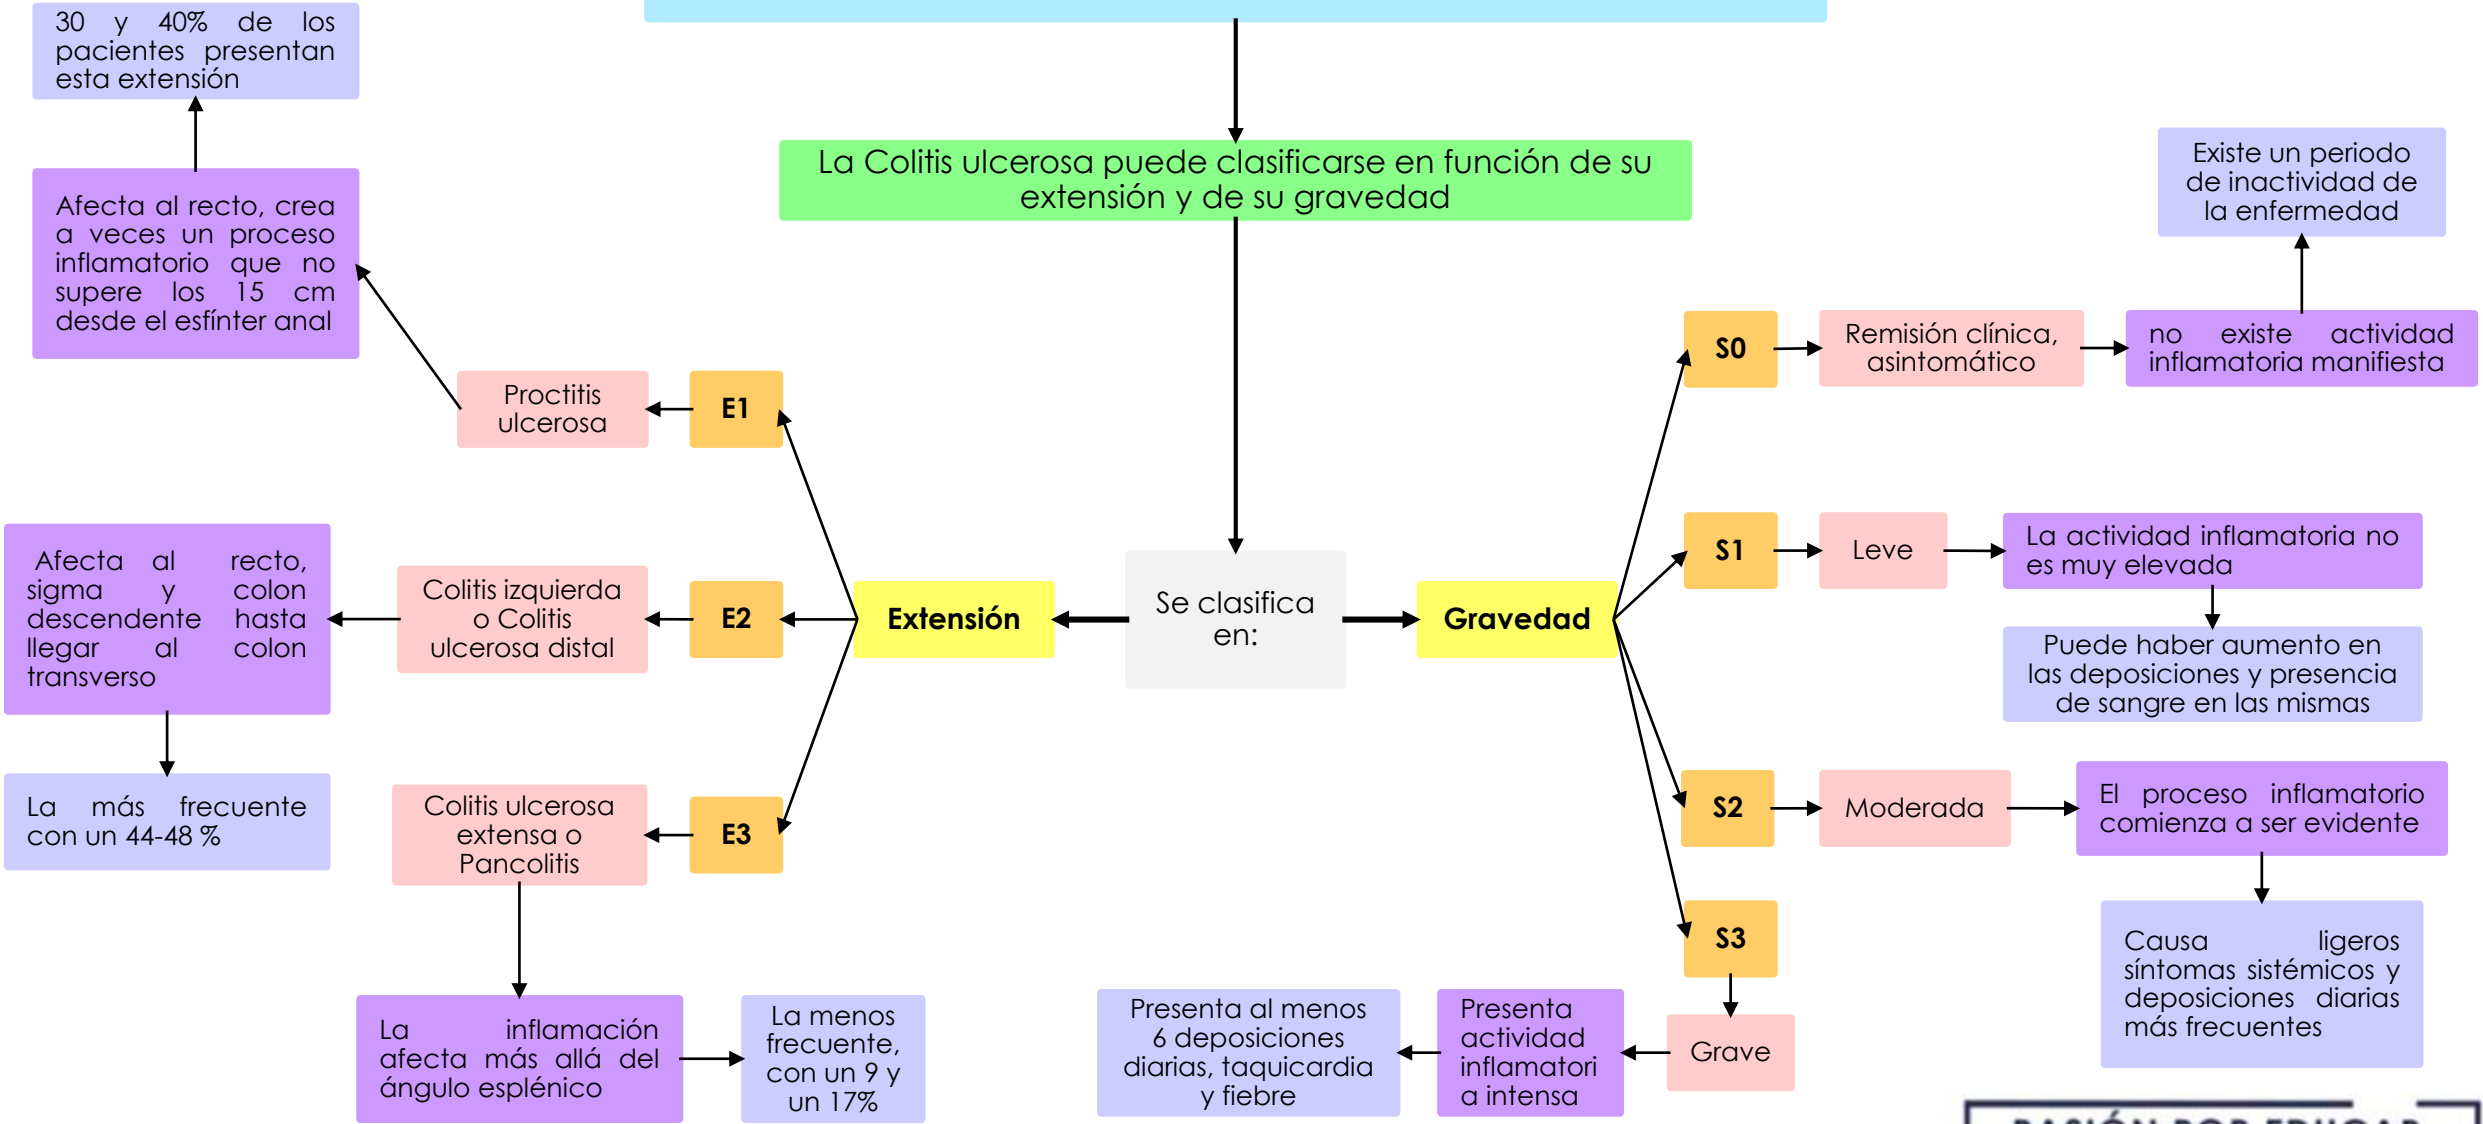 30 y 40% de los
pacientes presentan
esta extensión
La Colitis ulcerosa puede clasificarse en función de su
extensión y de su gravedad
Existe un periodo
de inactividad de
la enfermedad
Afecta al recto, crea
a veces un proceso
inflamatorio que no
supere los 15 cm
desde el esfínter anal
S0
Remisión clínica,
asintomático
no existe actividad
inflamatoria manifiesta
Proctitis
ulcerosa
E1
Afecta al recto,
sigma y colon
descendente hasta
llegar al colon
transverso
Colitis izquierda
o Colitis
ulcerosa distal
E2
Extensión
Se clasifica
en:
Gravedad
S1
Leve
La actividad inflamatoria no
es muy elevada
Puede haber aumento en
las deposiciones y presencia
de sangre en las mismas
La más frecuente
con un 44-48 %
Colitis ulcerosa
extensa o
Pancolitis
E3
S2
Moderada
El proceso inflamatorio
comienza a ser evidente
S3
Causa ligeros
síntomas sistémicos y
deposiciones diarias
más frecuentes
La inflamación
afecta más allá del
ángulo esplénico
La menos
frecuente,
con un 9 y
un 17%
Presenta al menos
6 deposiciones
diarias, taquicardia
y fiebre
Presenta
actividad
inflamatori
a intensa
Grave
PASIÓN POR EDUCAR